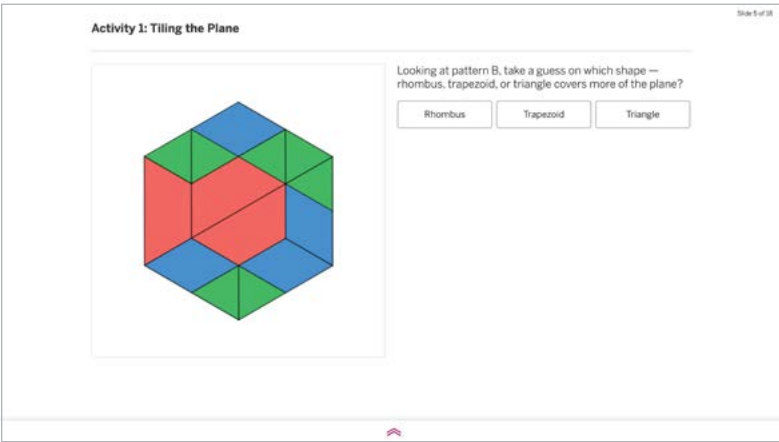 Slide 5 of 18
Activity 1: Tiling the Plane
Looking at pattern B, take a guess on which shape —
rhombus, trapezoid, or triangle covers more of the plane?
Rhombus
Trapezoid
Triangle